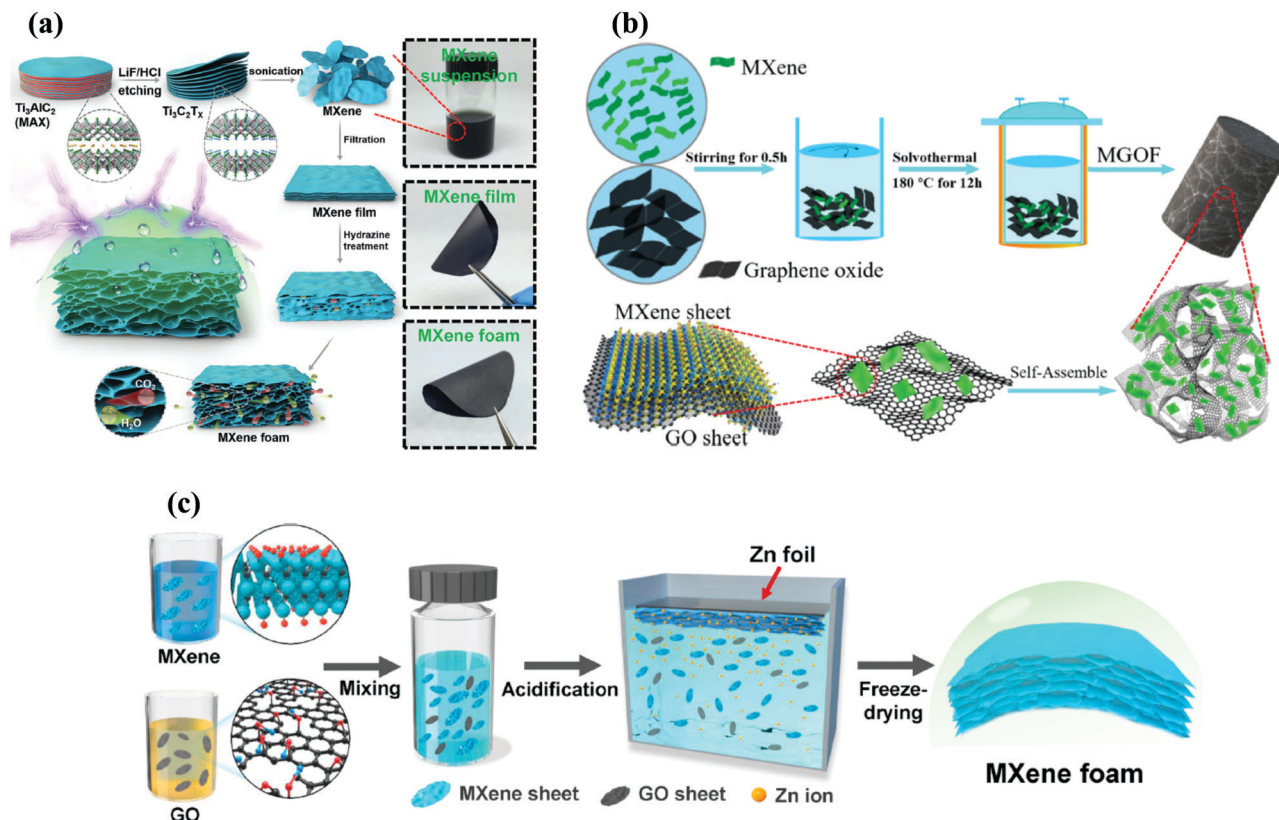 (a)
LiF/HCl
etching
sonication
Ti₃AlC₂
(MAX)
Ti₃C₂Tₓ
MXene
MXene
suspension
Filtration
MXene film
MXene film
Hydrazine
treatment
MXene foam
CO₂
H₂O
MXene foam
(b)
MXene
Stirring for 0.5h
Solvothermal
180 °C for 12h
MGOF
Graphene oxide
MXene sheet
Self-Assemble
GO sheet
(c)
MXene
GO
Mixing
Acidification
Zn foil
Freeze-
drying
MXene foam
MXene sheet
GO sheet
Zn ion